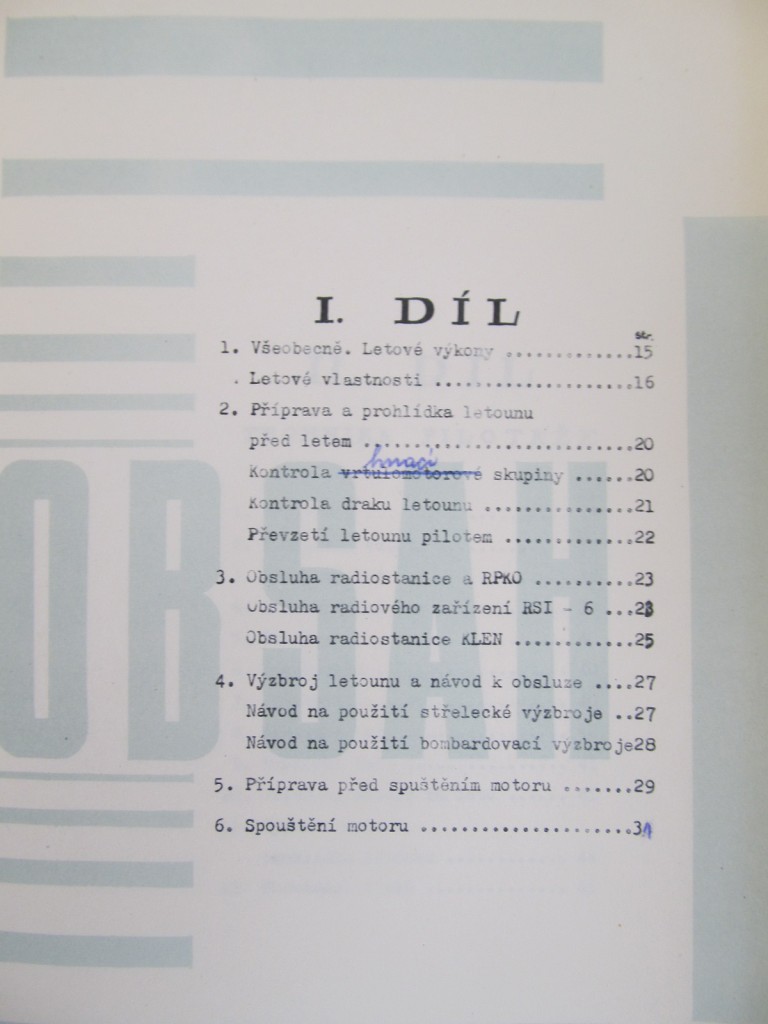 OBSAH
I. DÍL
str.
1. Všeobecně. Letové výkony ..............15
. Letové vlastnosti .......................16
2. Příprava a prohlídka letounu
před letem ...............................20
hnací
Kontrola vrtulomotorové skupiny ......20
Kontrola draku letounu .................21
Převzetí letounu pilotem ................22
3. Obsluha radiostanice a RPKO ...........23
Obsluha radiového zařízení RSI - 6 ...23
Obsluha radiostanice KLEN .............25
4. Výzbroj letounu a návod k obsluze ....27
Návod na použití střelecké výzbroje ..27
Návod na použití bombardovací výzbroje28
5. Příprava před spuštěním motoru ........29
6. Spouštění motoru .........................31